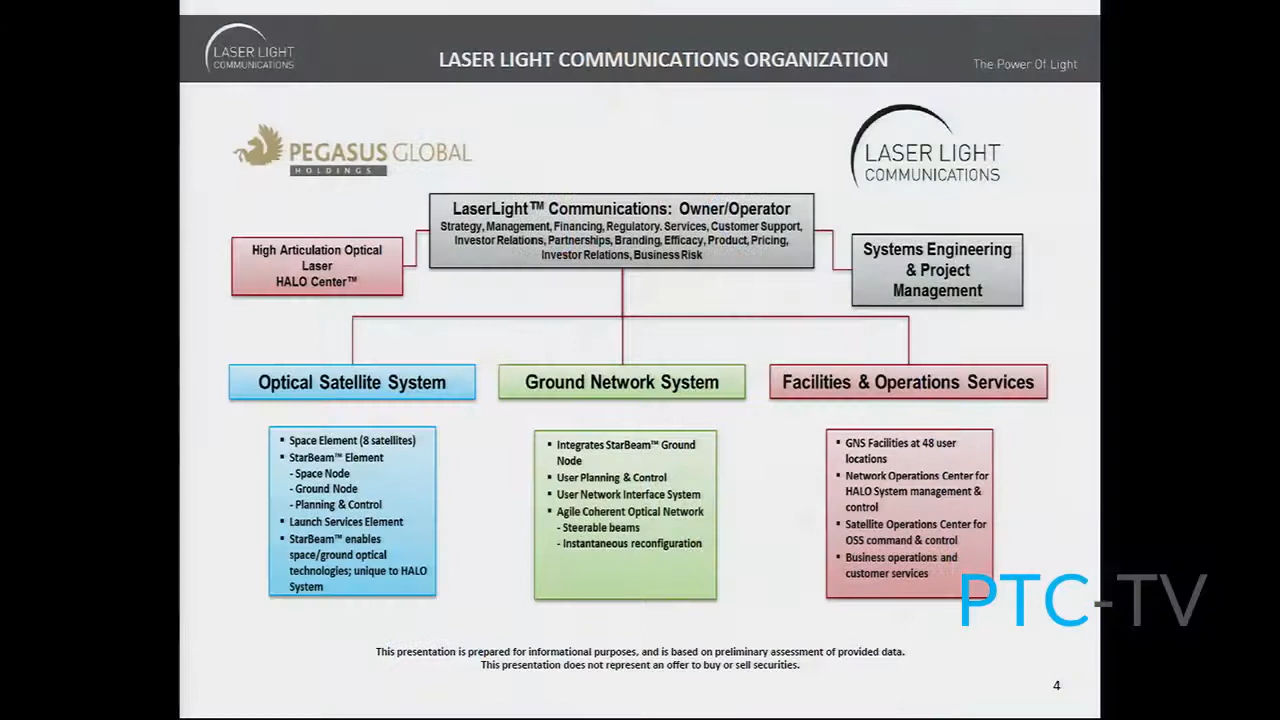 LASER LIGHT
COMMUNICATIONS
LASER LIGHT COMMUNICATIONS ORGANIZATION
The Power Of Light
PEGASUS GLOBAL
HOLDINGS
LASER LIGHT
COMMUNICATIONS
LaserLight™ Communications: Owner/Operator
Strategy, Management, Financing, Regulatory. Services, Customer Support,
Investor Relations, Partnerships, Branding, Efficacy, Product, Pricing,
Investor Relations, Business Risk
High Articulation Optical
Laser
HALO Center™
Systems Engineering
& Project
Management
Optical Satellite System
Ground Network System
Facilities & Operations Services
▪ Space Element (8 satellites)
▪ StarBeam™ Element
- Space Node
- Ground Node
- Planning & Control
▪ Launch Services Element
▪ StarBeam™ enables
space/ground optical
technologies; unique to HALO
System
▪ Integrates StarBeam™ Ground
Node
▪ User Planning & Control
▪ User Network Interface System
▪ Agile Coherent Optical Network
- Steerable beams
- Instantaneous reconfiguration
▪ GNS Facilities at 48 user
locations
▪ Network Operations Center for
HALO System management &
control
▪ Satellite Operations Center for
OSS command & control
▪ Business operations and
customer services
PTC-TV
This presentation is prepared for informational purposes, and is based on preliminary assessment of provided data.
This presentation does not represent an offer to buy or sell securities.
4